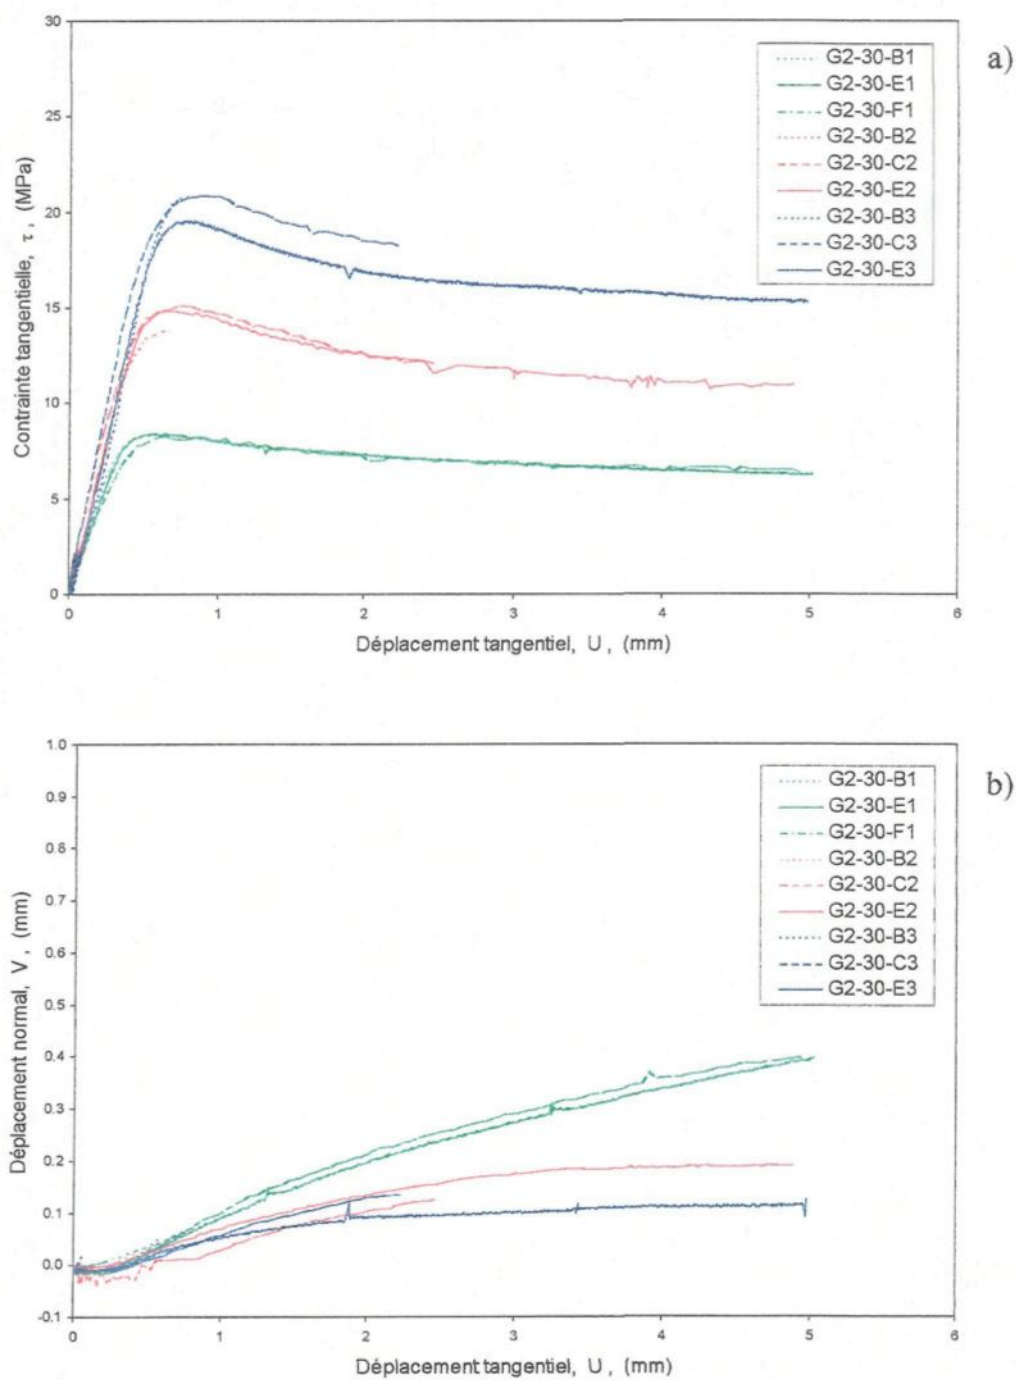 30
25
20
15
10
5
0
0 1 2 3 4 5 6
Contrainte tangentielle, τ, (MPa)
Déplacement tangentiel, U, (mm)
G2-30-B1
G2-30-E1
G2-30-F1
G2-30-B2
G2-30-C2
G2-30-E2
G2-30-B3
G2-30-C3
G2-30-E3
a)
1.0
0.9
0.8
0.7
0.6
0.5
0.4
0.3
0.2
0.1
0.0
-0.1
0 1 2 3 4 5 6
Déplacement normal, V, (mm)
Déplacement tangentiel, U, (mm)
G2-30-B1
G2-30-E1
G2-30-F1
G2-30-B2
G2-30-C2
G2-30-E2
G2-30-B3
G2-30-C3
G2-30-E3
b)